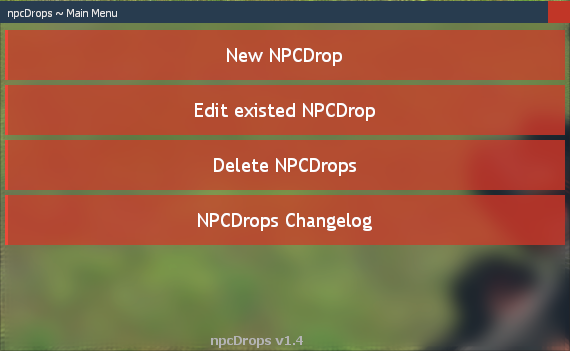 npcDrops ~ Main Menu
New NPCDrop
Edit existed NPCDrop
Delete NPCDrops
NPCDrops Changelog
npcDrops v1.4